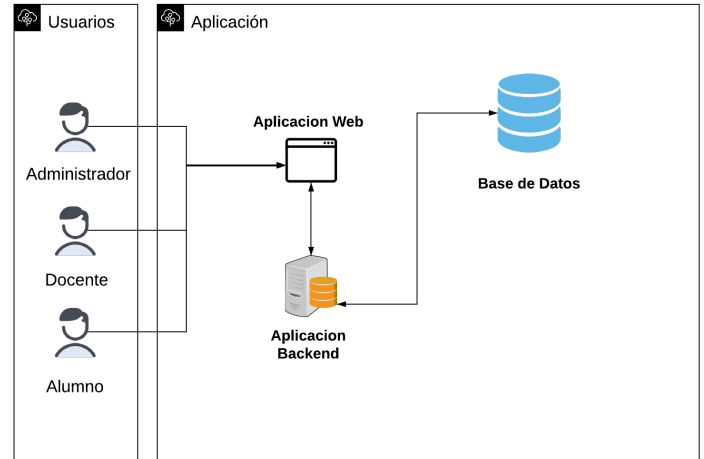 Usuarios
Aplicación
Aplicacion Web
Administrador
Base de Datos
Docente
Aplicacion
Backend
Alumno